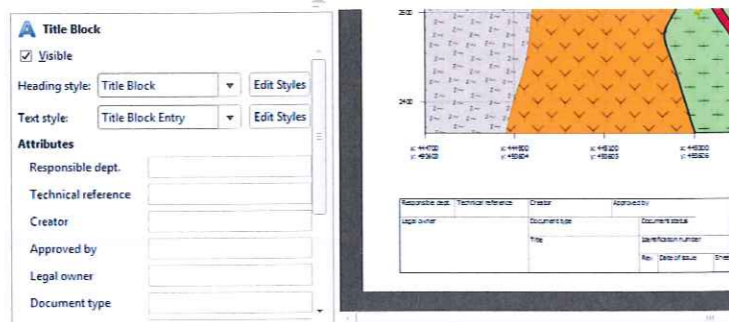 Title Block
Visible
Heading style: Title Block Edit Styles
Text style: Title Block Entry Edit Styles
Attributes
Responsible dept.
Technical reference
Creator
Approved by
Legal owner
Document type
2400
Responsible dept. Technical reference Creator Approved by
Legal owner Document type Document status
Title Identification number
Rev. Date of issue Sheet